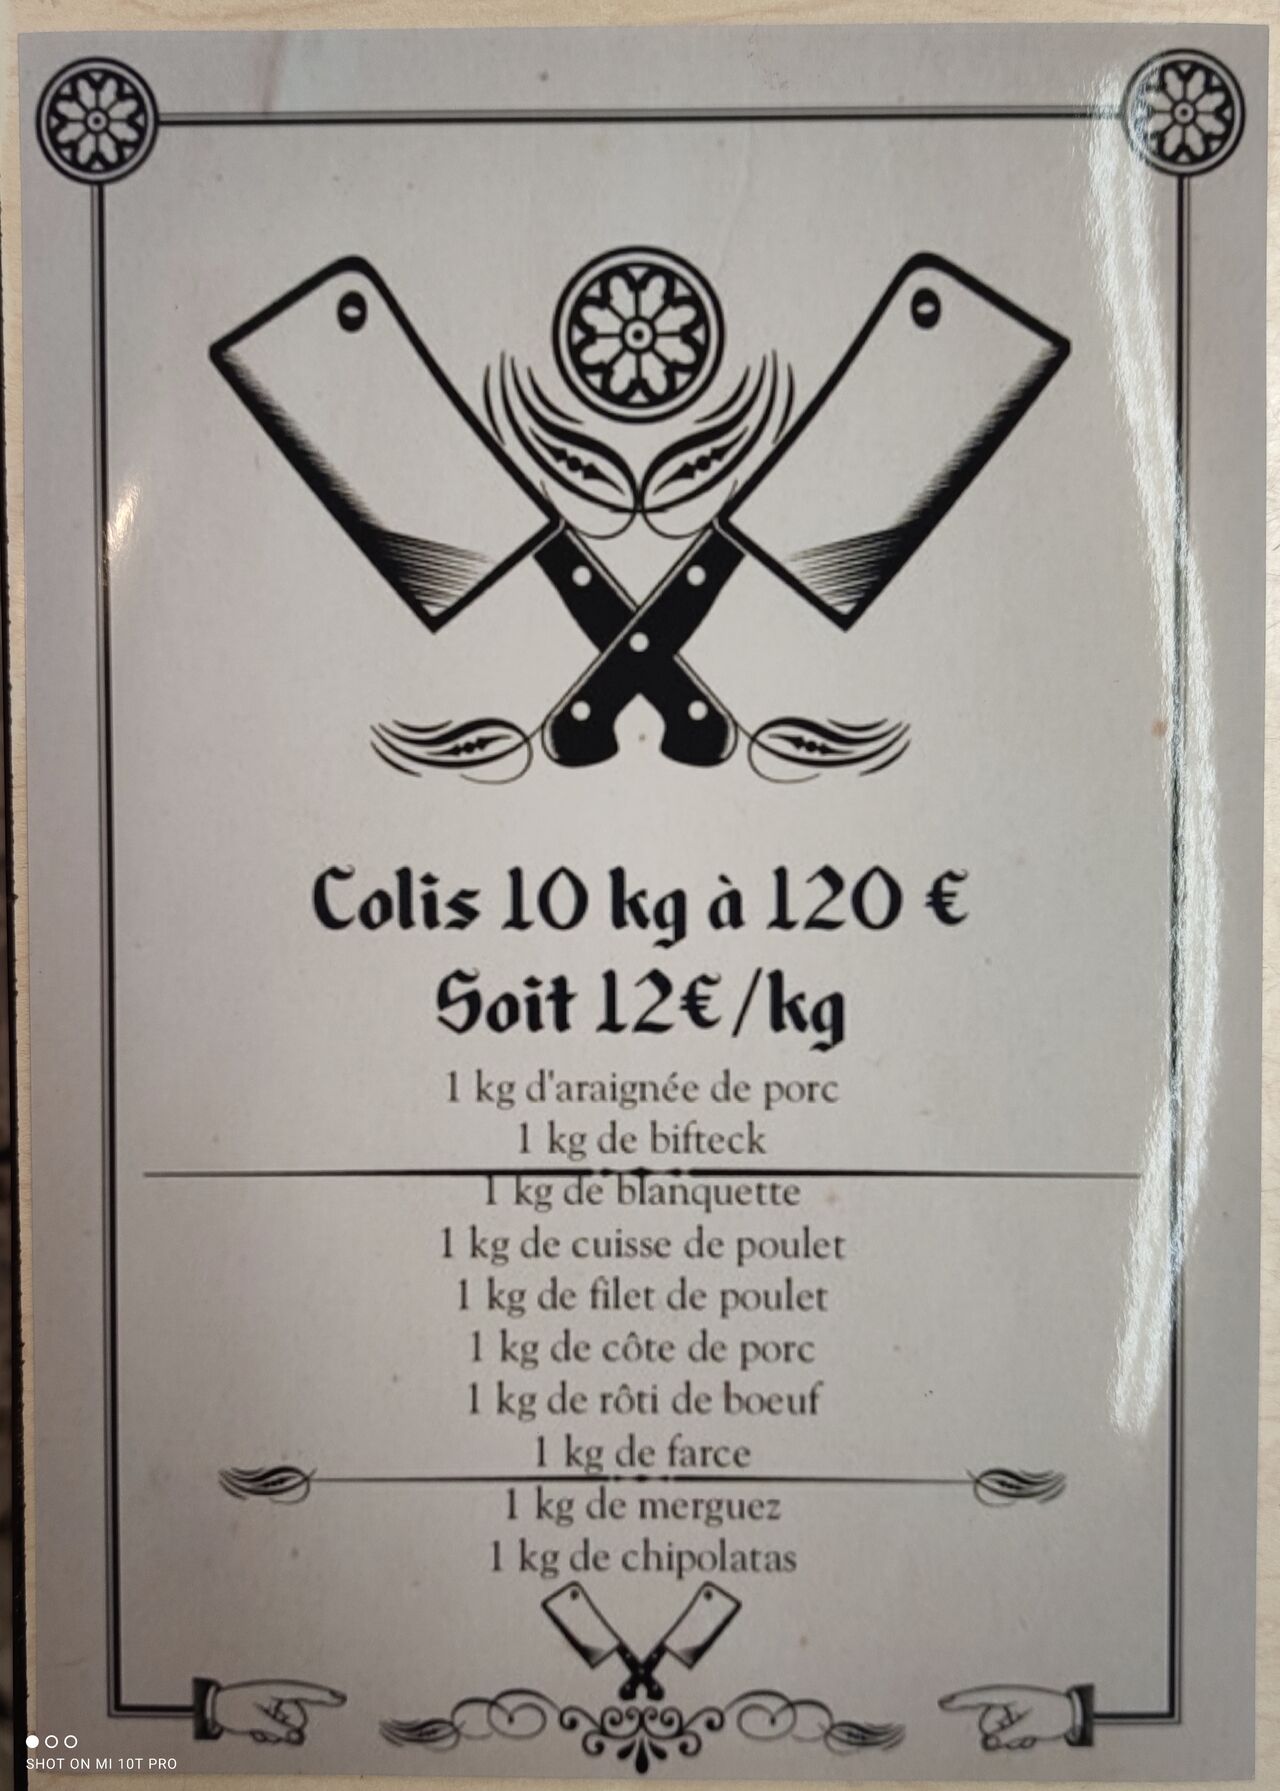 Colis 10 kg à 120 €
Soit 12€/kg
1 kg d'araignée de porc
1 kg de bifteck
1 kg de blanquette
1 kg de cuisse de poulet
1 kg de filet de poulet
1 kg de côte de porc
1 kg de rôti de boeuf
1 kg de farce
1 kg de merguez
1 kg de chipolatas
SHOT ON MI 10T PRO